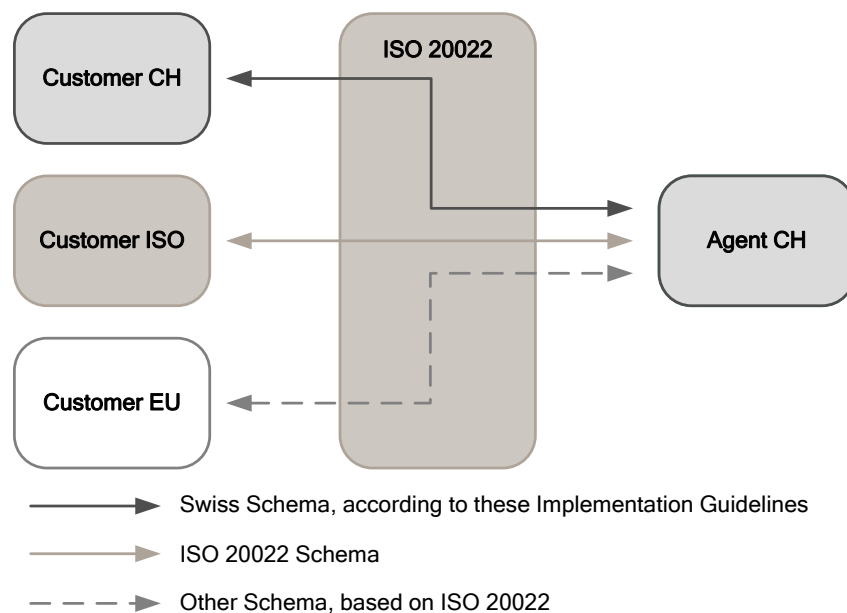 ISO 20022
Customer CH
Customer ISO
Agent CH
Customer EU
Swiss Schema, according to these Implementation Guidelines
ISO 20022 Schema
Other Schema, based on ISO 20022